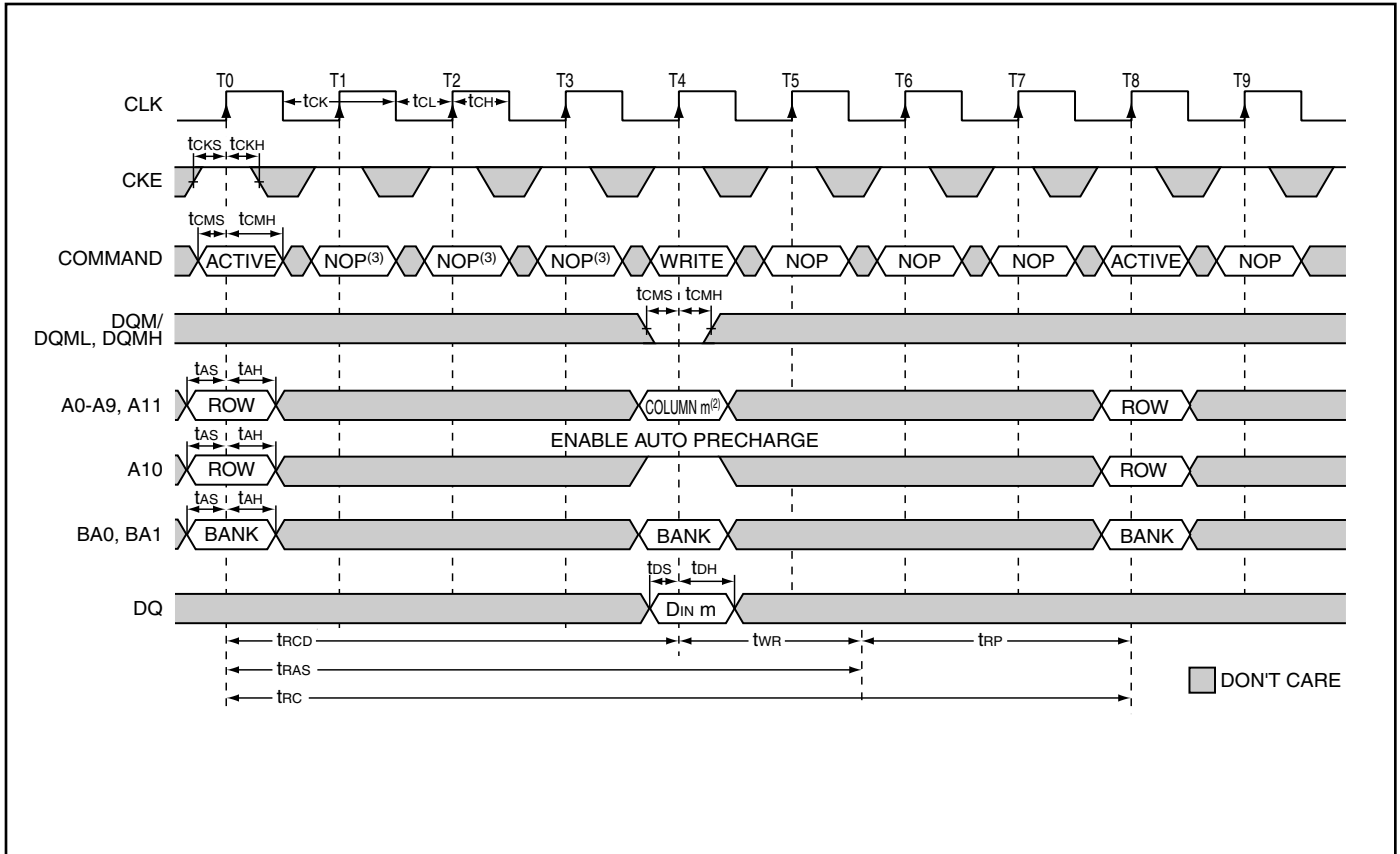 T0 T1 T2 T3 T4 T5 T6 T7 T8 T9
CLK tCK tCL tCH
tCKS tCKH
CKE
tCMS tCMH
COMMAND ACTIVE NOP(3) NOP(3) NOP(3) WRITE NOP NOP NOP ACTIVE NOP
tCMS tCMH
DQM/
DQML, DQMH
tAS tAH
A0-A9, A11 ROW COLUMN m(2) ROW
tAS tAH ENABLE AUTO PRECHARGE
A10 ROW ROW
tAS tAH
BA0, BA1 BANK BANK BANK
tDS tDH
DQ DIN m
tRCD tWR tRP
tRAS
DON'T CARE
tRC